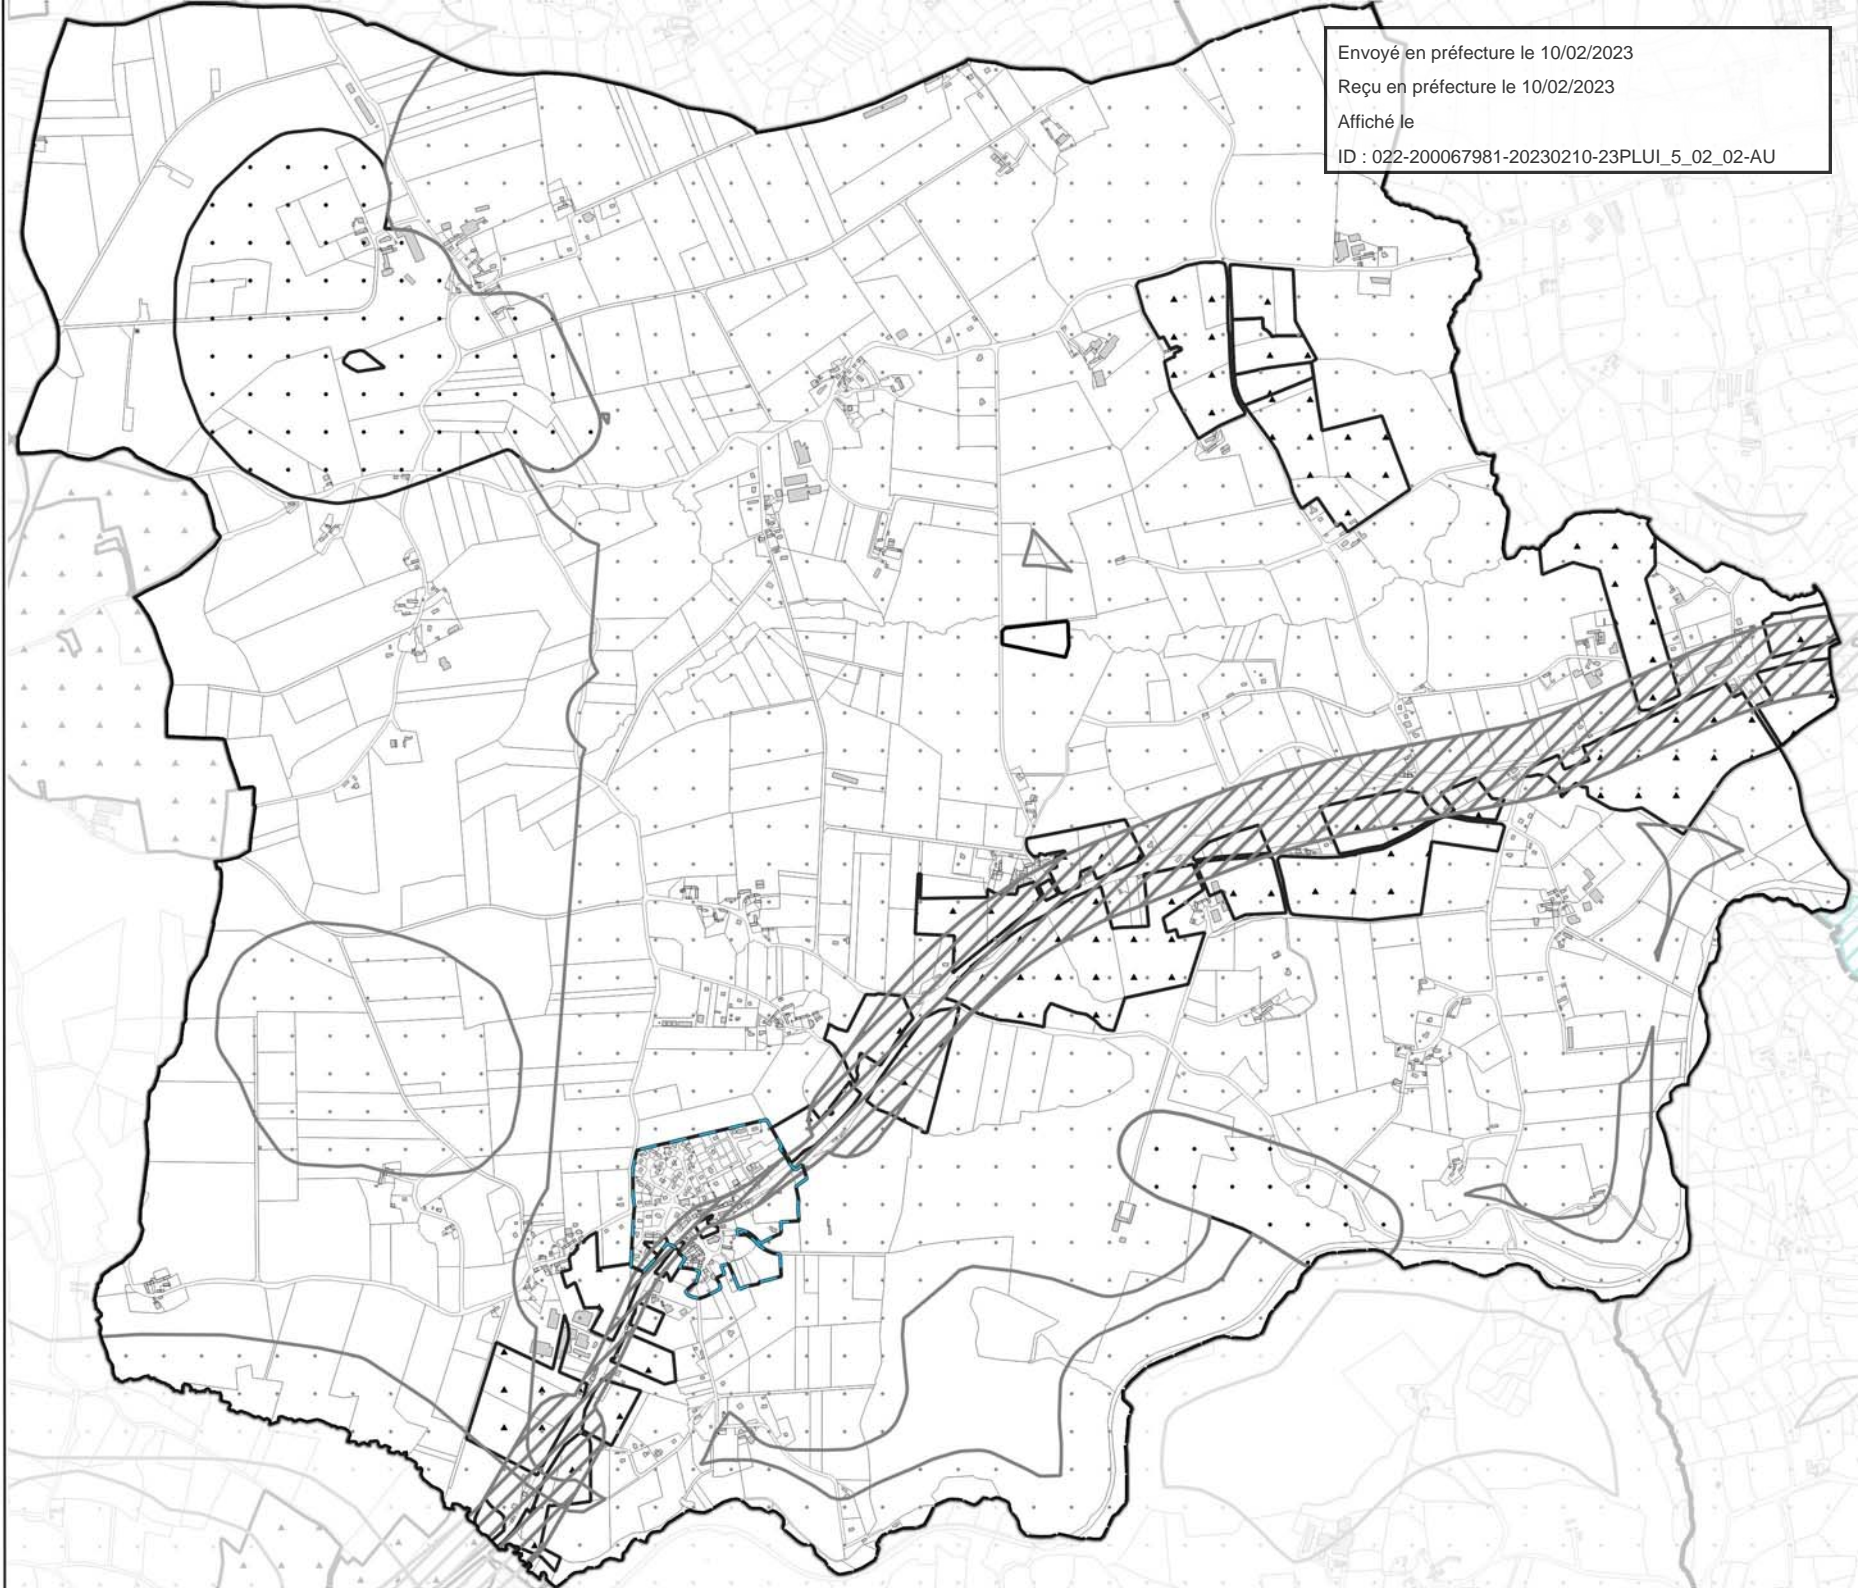 Envoyé en préfecture le 10/02/2023
Reçu en préfecture le 10/02/2023
Affiché le
ID : 022-200067981-20230210-23PLUI_5_02_02-AU